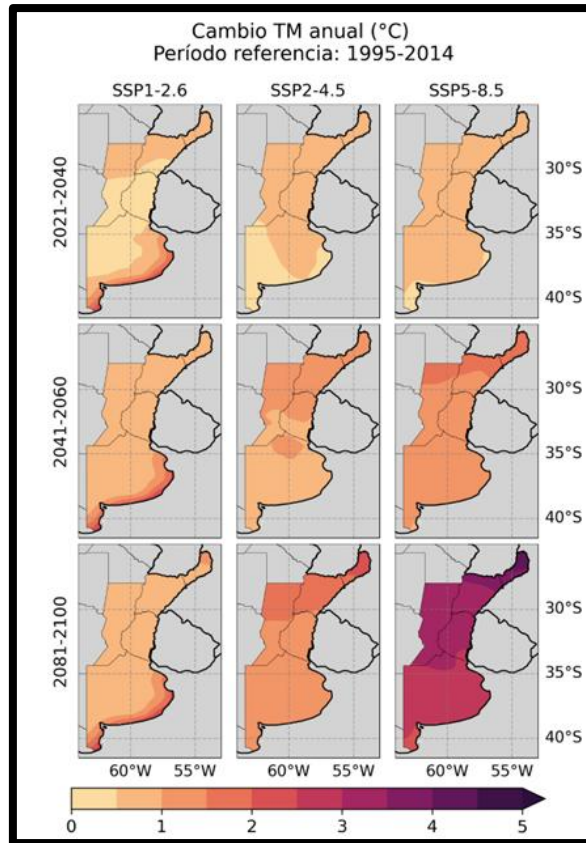 Cambio TM anual (°C)
Período referencia: 1995-2014
SSP1-2.6 SSP2-4.5 SSP5-8.5
2021-2040
30°S
35°S
40°S
2041-2060
30°S
35°S
40°S
2081-2100
30°S
35°S
40°S
60°W 55°W 60°W 55°W 60°W 55°W
0 1 2 3 4 5